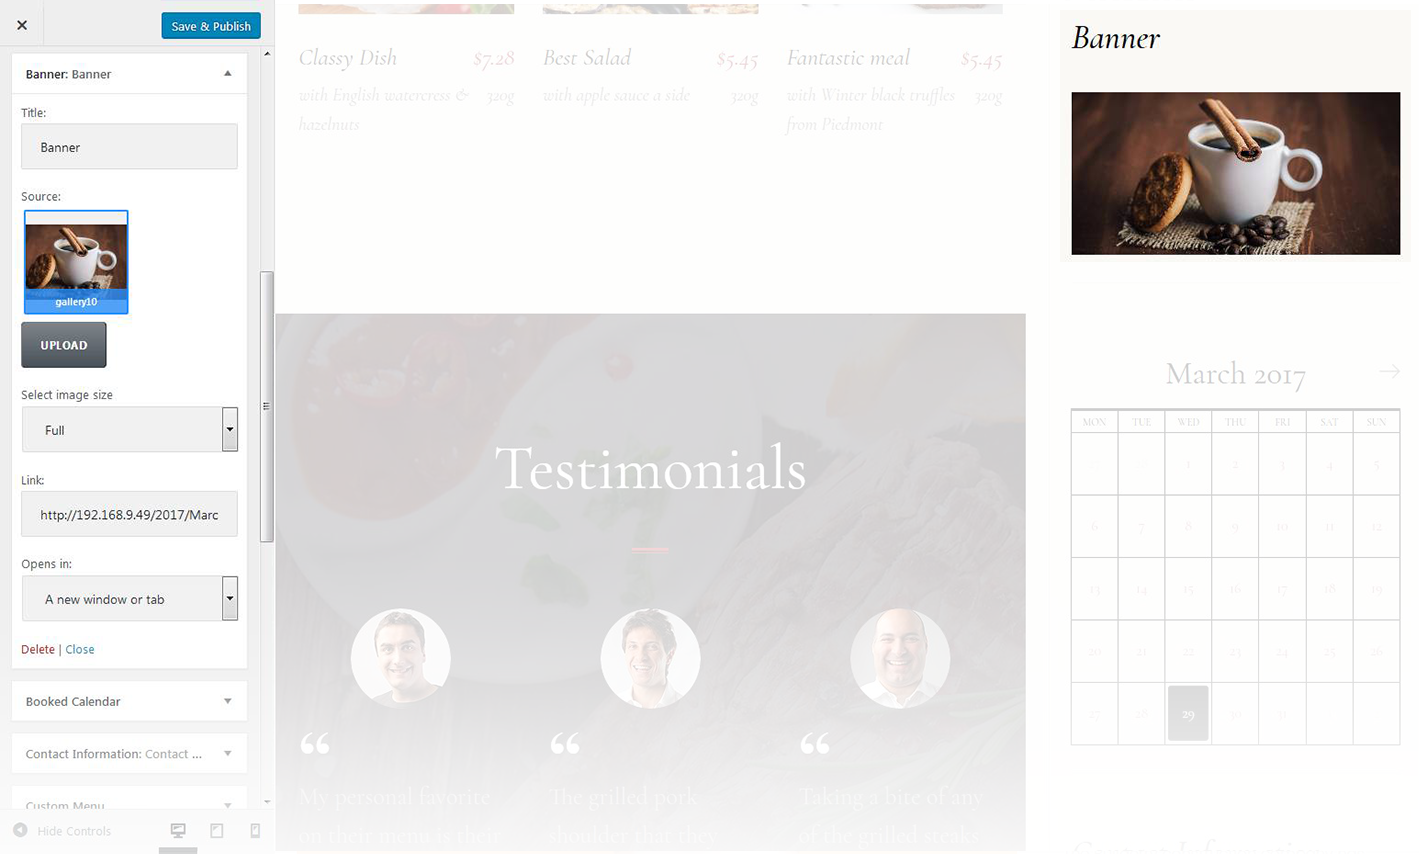 Save & Publish
Banner: Banner
Title:
Banner
Source:
gallery10
UPLOAD
Select image size
Full
Link:
http://192.168.9.49/2017/Marc
Opens in:
A new window or tab
Delete | Close
Booked Calendar
Contact Information: Contact ...
Custom Menu
Hide Controls
Classy Dish $7.28
with English watercress & 320g
hazelnuts
Best Salad $5.45
with apple sauce a side 320g
Fantastic meal $5.45
with Winter black truffles 320g
from Piedmont
Testimonials
“
My personal favorite
on their menu is their
“
The grilled pork
shoulder that they
“
Taking a bite of any
of the grilled steaks
Banner
March 2017 →
MON TUE WED THU FRI SAT SUN
1 2 3 4 5
6 7 8 9 10 11 12
13 14 15 16 17 18 19
20 21 22 23 24 25 26
27 28 29 30 31
Contact Information